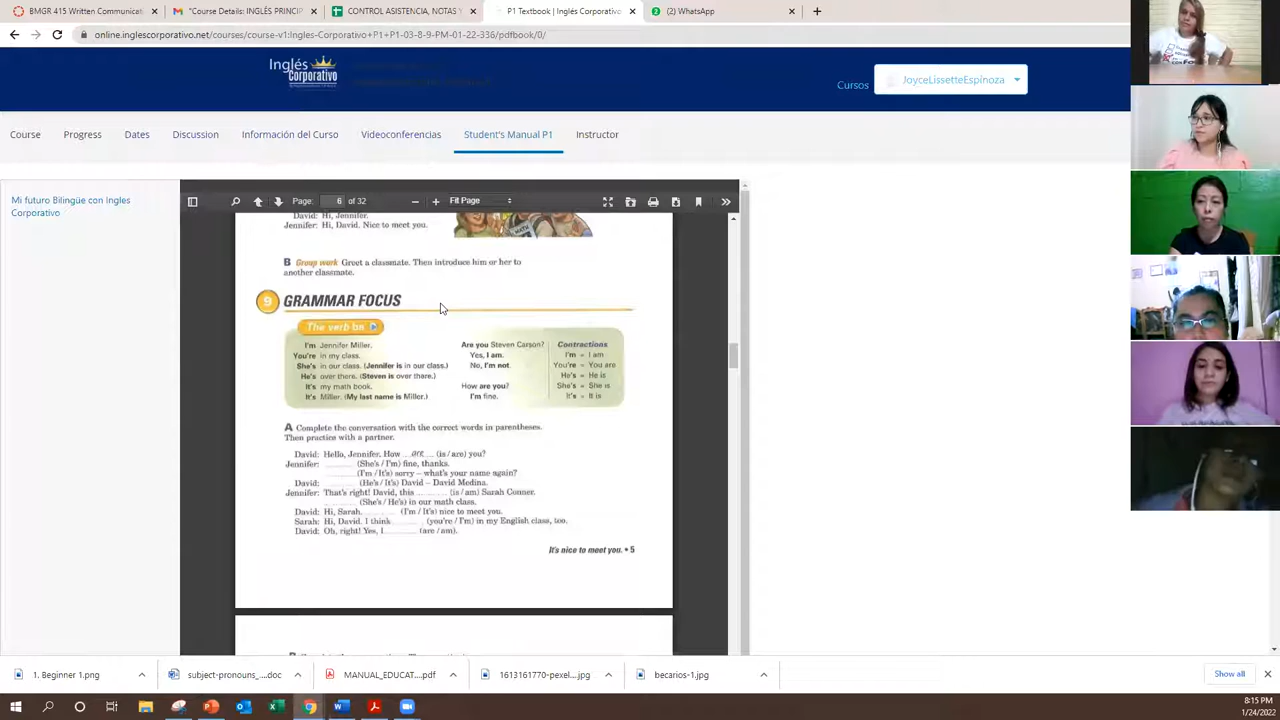 BMGR 415 Written Communicati
"Course Details: INGLÉS PRINCIP
CONTROL ASISTENCIA, NOTAS Y
P1 Textbook | Inglés Corporativo
(2) WhatsApp
online.inglescorporativo.net/courses/course-v1:Ingles-Corporativo+P1+P1-03-8-9-PM-01-22-336/pdfbook/0/
Inglés
Corporativo
Cursos
JoyceLissetteEspinoza
Course
Progress
Dates
Discussion
Información del Curso
Videoconferencias
Student's Manual P1
Instructor
Mi futuro Bilingüe con Ingles
Corporativo
Page: 6 of 32
Fit Page
David: Hi, Jennifer.
Jennifer: Hi, David. Nice to meet you.
MATH
B Group work Greet a classmate. Then introduce him or her to
another classmate.
9 GRAMMAR FOCUS
The verb be
I'm Jennifer Miller.
You're in my class.
She's in our class. (Jennifer is in our class.)
He's over there. (Steven is over there.)
It's my math book.
It's Miller. (My last name is Miller.)
Are you Steven Carson?
Yes, I am.
No, I'm not.
How are you?
I'm fine.
Contractions
I'm = I am
You're = You are
He's = He is
She's = She is
It's = It is
A Complete the conversation with the correct words in parentheses.
Then practice with a partner.
David: Hello, Jennifer. How ...are... (is / are) you?
Jennifer: ........ (She's / I'm) fine, thanks.
........ (I'm / It's) sorry – what's your name again?
David: ........ (He's / It's) David – David Medina.
Jennifer: That's right! David, this ........ (is / am) Sarah Conner.
........ (She's / He's) in our math class.
David: Hi, Sarah. ........ (I'm / It's) nice to meet you.
Sarah: Hi, David. I think ........ (you're / I'm) in my English class, too.
David: Oh, right! Yes, I ........ (are / am).
It's nice to meet you. • 5
1. Beginner 1.png
subject-pronouns_....doc
MANUAL_EDUCAT....pdf
1613161770-pexel....jpg
becarios-1.jpg
Show all
8:15 PM
1/24/2022